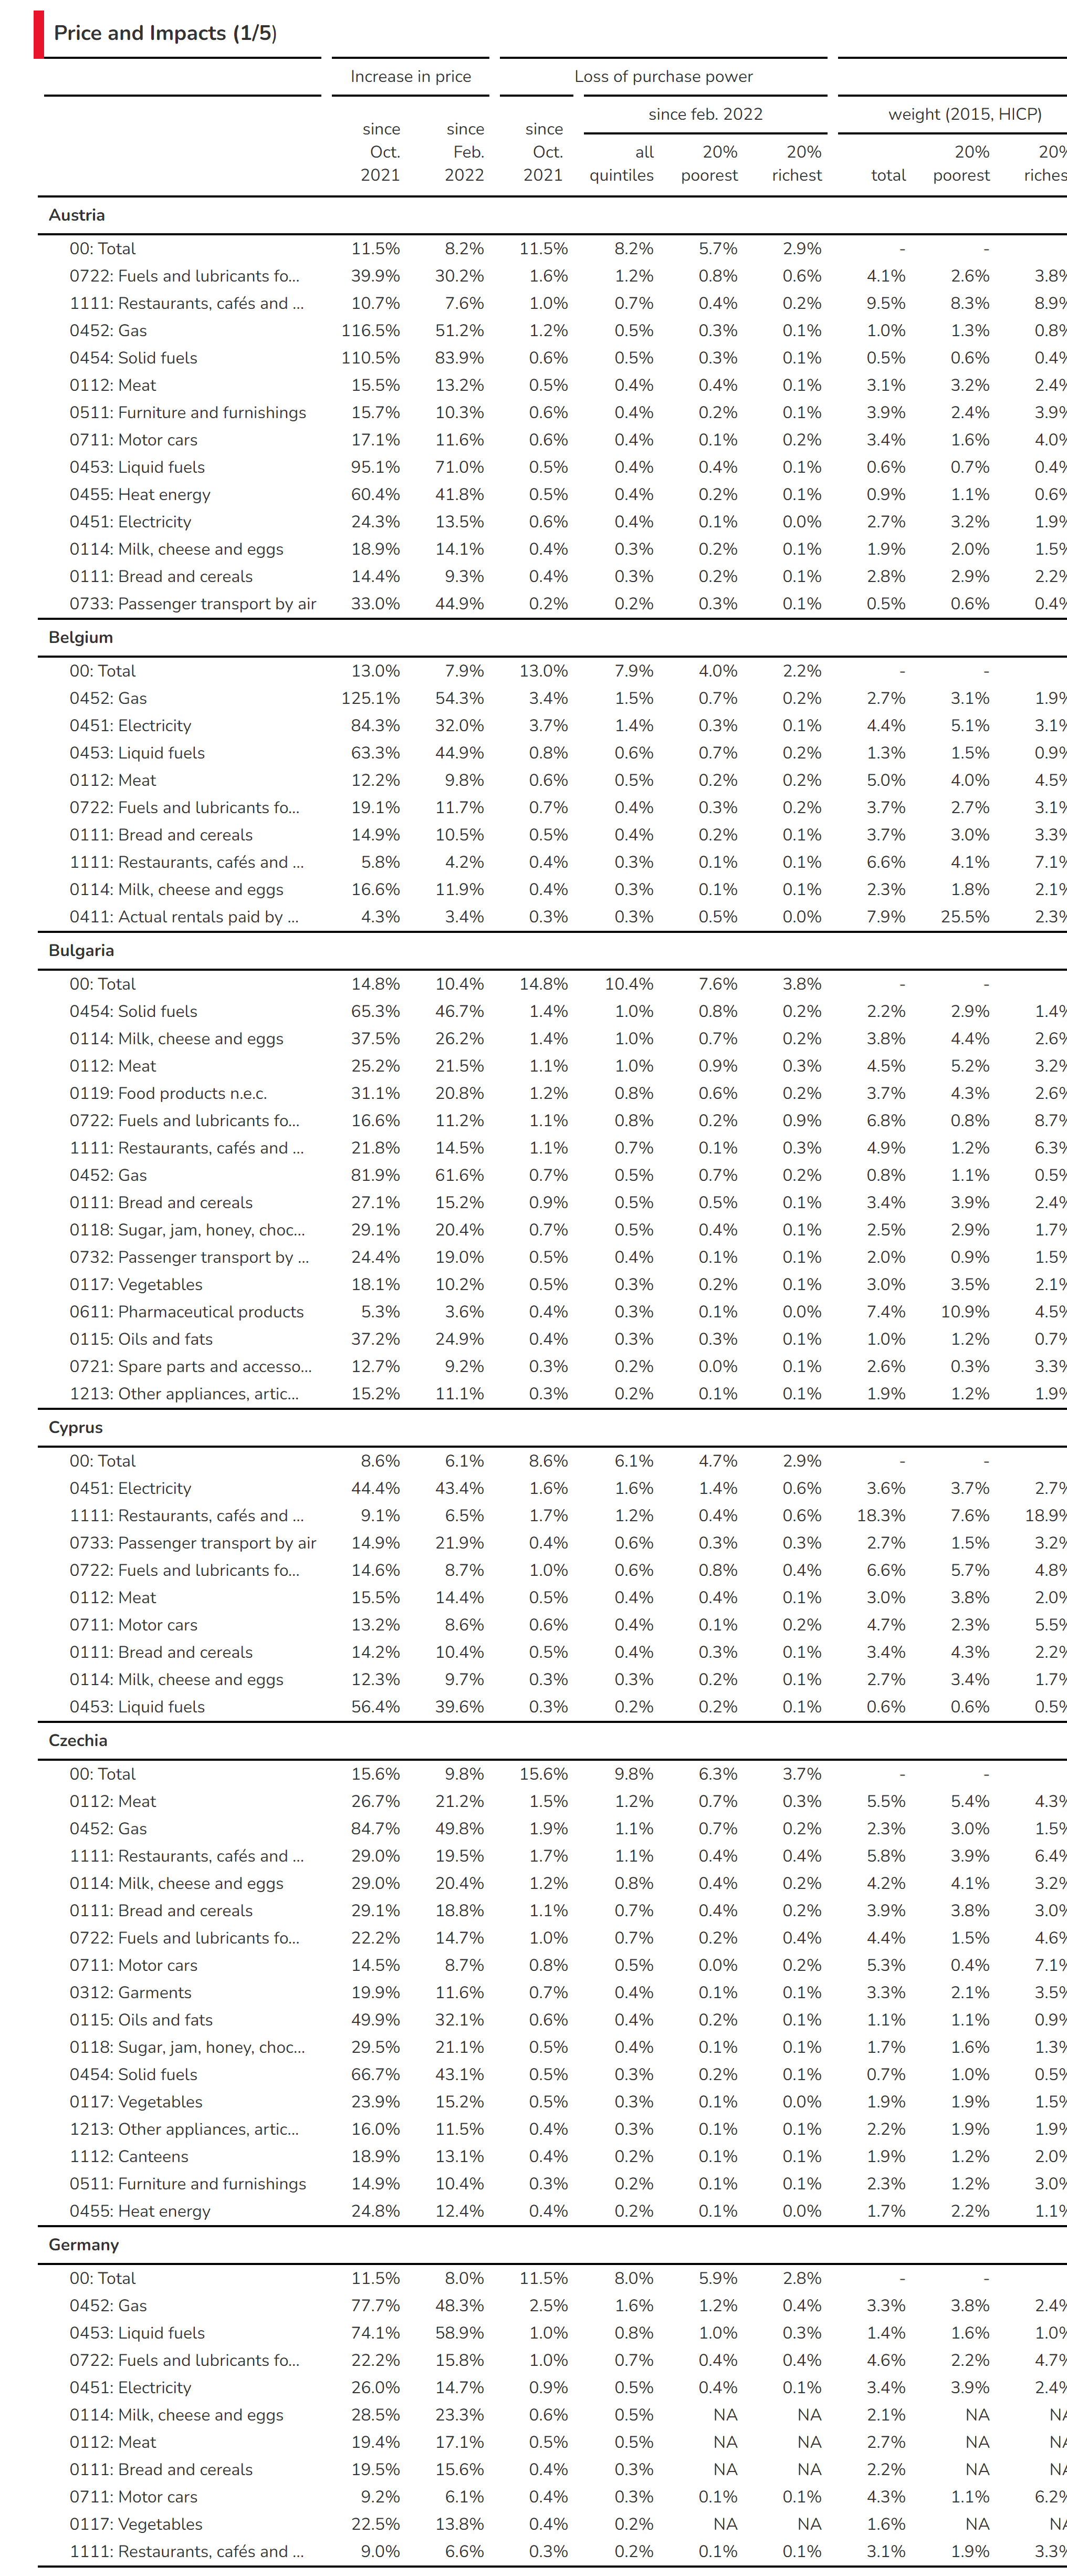 Price and Impacts (1/5)
Increase in price Loss of purchase power
since feb. 2022 weight (2015, HICP)
since since since
Oct. Feb. Oct. all 20% 20% 20% 20%
2021 2022 2021 quintiles poorest richest total poorest riches
Austria
00: Total 11.5% 8.2% 11.5% 8.2% 5.7% 2.9% - -
0722: Fuels and lubricants fo... 39.9% 30.2% 1.6% 1.2% 0.8% 0.6% 4.1% 2.6% 3.8%
1111: Restaurants, cafés and ... 10.7% 7.6% 1.0% 0.7% 0.4% 0.2% 9.5% 8.3% 8.9%
0452: Gas 116.5% 51.2% 1.2% 0.5% 0.3% 0.1% 1.0% 1.3% 0.8%
0454: Solid fuels 110.5% 83.9% 0.6% 0.5% 0.3% 0.1% 0.5% 0.6% 0.4%
0112: Meat 15.5% 13.2% 0.5% 0.4% 0.4% 0.1% 3.1% 3.2% 2.4%
0511: Furniture and furnishings 15.7% 10.3% 0.6% 0.4% 0.2% 0.1% 3.9% 2.4% 3.9%
0711: Motor cars 17.1% 11.6% 0.6% 0.4% 0.1% 0.2% 3.4% 1.6% 4.0%
0453: Liquid fuels 95.1% 71.0% 0.5% 0.4% 0.4% 0.1% 0.6% 0.7% 0.4%
0455: Heat energy 60.4% 41.8% 0.5% 0.4% 0.2% 0.1% 0.9% 1.1% 0.6%
0451: Electricity 24.3% 13.5% 0.6% 0.4% 0.1% 0.0% 2.7% 3.2% 1.9%
0114: Milk, cheese and eggs 18.9% 14.1% 0.4% 0.3% 0.2% 0.1% 1.9% 2.0% 1.5%
0111: Bread and cereals 14.4% 9.3% 0.4% 0.3% 0.2% 0.1% 2.8% 2.9% 2.2%
0733: Passenger transport by air 33.0% 44.9% 0.2% 0.2% 0.3% 0.1% 0.5% 0.6% 0.4%
Belgium
00: Total 13.0% 7.9% 13.0% 7.9% 4.0% 2.2% - -
0452: Gas 125.1% 54.3% 3.4% 1.5% 0.7% 0.2% 2.7% 3.1% 1.9%
0451: Electricity 84.3% 32.0% 3.7% 1.4% 0.3% 0.1% 4.4% 5.1% 3.1%
0453: Liquid fuels 63.3% 44.9% 0.8% 0.6% 0.7% 0.2% 1.3% 1.5% 0.9%
0112: Meat 12.2% 9.8% 0.6% 0.5% 0.2% 0.2% 5.0% 4.0% 4.5%
0722: Fuels and lubricants fo... 19.1% 11.7% 0.7% 0.4% 0.3% 0.2% 3.7% 2.7% 3.1%
0111: Bread and cereals 14.9% 10.5% 0.5% 0.4% 0.2% 0.1% 3.7% 3.0% 3.3%
1111: Restaurants, cafés and ... 5.8% 4.2% 0.4% 0.3% 0.1% 0.1% 6.6% 4.1% 7.1%
0114: Milk, cheese and eggs 16.6% 11.9% 0.4% 0.3% 0.1% 0.1% 2.3% 1.8% 2.1%
0411: Actual rentals paid by ... 4.3% 3.4% 0.3% 0.3% 0.5% 0.0% 7.9% 25.5% 2.3%
Bulgaria
00: Total 14.8% 10.4% 14.8% 10.4% 7.6% 3.8% - -
0454: Solid fuels 65.3% 46.7% 1.4% 1.0% 0.8% 0.2% 2.2% 2.9% 1.4%
0114: Milk, cheese and eggs 37.5% 26.2% 1.4% 1.0% 0.7% 0.2% 3.8% 4.4% 2.6%
0112: Meat 25.2% 21.5% 1.1% 1.0% 0.9% 0.3% 4.5% 5.2% 3.2%
0119: Food products n.e.c. 31.1% 20.8% 1.2% 0.8% 0.6% 0.2% 3.7% 4.3% 2.6%
0722: Fuels and lubricants fo... 16.6% 11.2% 1.1% 0.8% 0.2% 0.9% 6.8% 0.8% 8.7%
1111: Restaurants, cafés and ... 21.8% 14.5% 1.1% 0.7% 0.1% 0.3% 4.9% 1.2% 6.3%
0452: Gas 81.9% 61.6% 0.7% 0.5% 0.7% 0.2% 0.8% 1.1% 0.5%
0111: Bread and cereals 27.1% 15.2% 0.9% 0.5% 0.5% 0.1% 3.4% 3.9% 2.4%
0118: Sugar, jam, honey, choc... 29.1% 20.4% 0.7% 0.5% 0.4% 0.1% 2.5% 2.9% 1.7%
0732: Passenger transport by ... 24.4% 19.0% 0.5% 0.4% 0.1% 0.1% 2.0% 0.9% 1.5%
0117: Vegetables 18.1% 10.2% 0.5% 0.3% 0.2% 0.1% 3.0% 3.5% 2.1%
0611: Pharmaceutical products 5.3% 3.6% 0.4% 0.3% 0.1% 0.0% 7.4% 10.9% 4.5%
0115: Oils and fats 37.2% 24.9% 0.4% 0.3% 0.3% 0.1% 1.0% 1.2% 0.7%
0721: Spare parts and accesso... 12.7% 9.2% 0.3% 0.2% 0.0% 0.1% 2.6% 0.3% 3.3%
1213: Other appliances, artic... 15.2% 11.1% 0.3% 0.2% 0.1% 0.1% 1.9% 1.2% 1.9%
Cyprus
00: Total 8.6% 6.1% 8.6% 6.1% 4.7% 2.9% - -
0451: Electricity 44.4% 43.4% 1.6% 1.6% 1.4% 0.6% 3.6% 3.7% 2.7%
1111: Restaurants, cafés and ... 9.1% 6.5% 1.7% 1.2% 0.4% 0.6% 18.3% 7.6% 18.9%
0733: Passenger transport by air 14.9% 21.9% 0.4% 0.6% 0.3% 0.3% 2.7% 1.5% 3.2%
0722: Fuels and lubricants fo... 14.6% 8.7% 1.0% 0.6% 0.8% 0.4% 6.6% 5.7% 4.8%
0112: Meat 15.5% 14.4% 0.5% 0.4% 0.4% 0.1% 3.0% 3.8% 2.0%
0711: Motor cars 13.2% 8.6% 0.6% 0.4% 0.1% 0.2% 4.7% 2.3% 5.5%
0111: Bread and cereals 14.2% 10.4% 0.5% 0.4% 0.3% 0.1% 3.4% 4.3% 2.2%
0114: Milk, cheese and eggs 12.3% 9.7% 0.3% 0.3% 0.2% 0.1% 2.7% 3.4% 1.7%
0453: Liquid fuels 56.4% 39.6% 0.3% 0.2% 0.2% 0.1% 0.6% 0.6% 0.5%
Czechia
00: Total 15.6% 9.8% 15.6% 9.8% 6.3% 3.7% - -
0112: Meat 26.7% 21.2% 1.5% 1.2% 0.7% 0.3% 5.5% 5.4% 4.3%
0452: Gas 84.7% 49.8% 1.9% 1.1% 0.7% 0.2% 2.3% 3.0% 1.5%
1111: Restaurants, cafés and ... 29.0% 19.5% 1.7% 1.1% 0.4% 0.4% 5.8% 3.9% 6.4%
0114: Milk, cheese and eggs 29.0% 20.4% 1.2% 0.8% 0.4% 0.2% 4.2% 4.1% 3.2%
0111: Bread and cereals 29.1% 18.8% 1.1% 0.7% 0.4% 0.2% 3.9% 3.8% 3.0%
0722: Fuels and lubricants fo... 22.2% 14.7% 1.0% 0.7% 0.2% 0.4% 4.4% 1.5% 4.6%
0711: Motor cars 14.5% 8.7% 0.8% 0.5% 0.0% 0.2% 5.3% 0.4% 7.1%
0312: Garments 19.9% 11.6% 0.7% 0.4% 0.1% 0.1% 3.3% 2.1% 3.5%
0115: Oils and fats 49.9% 32.1% 0.6% 0.4% 0.2% 0.1% 1.1% 1.1% 0.9%
0118: Sugar, jam, honey, choc... 29.5% 21.1% 0.5% 0.4% 0.1% 0.1% 1.7% 1.6% 1.3%
0454: Solid fuels 66.7% 43.1% 0.5% 0.3% 0.2% 0.1% 0.7% 1.0% 0.5%
0117: Vegetables 23.9% 15.2% 0.5% 0.3% 0.1% 0.0% 1.9% 1.9% 1.5%
1213: Other appliances, artic... 16.0% 11.5% 0.4% 0.3% 0.1% 0.1% 2.2% 1.9% 1.9%
1112: Canteens 18.9% 13.1% 0.4% 0.2% 0.1% 0.1% 1.9% 1.2% 2.0%
0511: Furniture and furnishings 14.9% 10.4% 0.3% 0.2% 0.1% 0.1% 2.3% 1.2% 3.0%
0455: Heat energy 24.8% 12.4% 0.4% 0.2% 0.1% 0.0% 1.7% 2.2% 1.1%
Germany
00: Total 11.5% 8.0% 11.5% 8.0% 5.9% 2.8% - -
0452: Gas 77.7% 48.3% 2.5% 1.6% 1.2% 0.4% 3.3% 3.8% 2.4%
0453: Liquid fuels 74.1% 58.9% 1.0% 0.8% 1.0% 0.3% 1.4% 1.6% 1.0%
0722: Fuels and lubricants fo... 22.2% 15.8% 1.0% 0.7% 0.4% 0.4% 4.6% 2.2% 4.7%
0451: Electricity 26.0% 14.7% 0.9% 0.5% 0.4% 0.1% 3.4% 3.9% 2.4%
0114: Milk, cheese and eggs 28.5% 23.3% 0.6% 0.5% NA NA 2.1% NA NA
0112: Meat 19.4% 17.1% 0.5% 0.5% NA NA 2.7% NA NA
0111: Bread and cereals 19.5% 15.6% 0.4% 0.3% NA NA 2.2% NA NA
0711: Motor cars 9.2% 6.1% 0.4% 0.3% 0.1% 0.1% 4.3% 1.1% 6.2%
0117: Vegetables 22.5% 13.8% 0.4% 0.2% NA NA 1.6% NA NA
1111: Restaurants, cafés and ... 9.0% 6.6% 0.3% 0.2% 0.1% 0.1% 3.1% 1.9% 3.3%